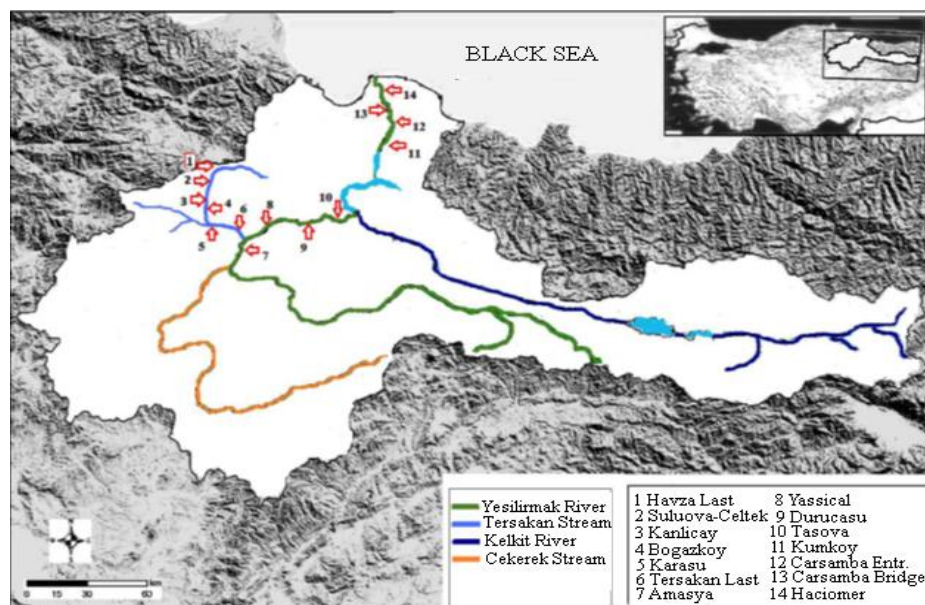 BLACK SEA
14
13
12
11
1
2
3
4
5
6
7
8
9
10
0 15 30 60 km
Yesilirmak River
Tersakan Stream
Kelkit River
Cekerek Stream
1 Havza Last
2 Suluova-Celtek
3 Kanlicay
4 Bogazkoy
5 Karasu
6 Tersakan Last
7 Amasya
8 Yassical
9 Durucasu
10 Tasova
11 Kumkoy
12 Carsamba Entr.
13 Carsamba Bridge
14 Haciomer